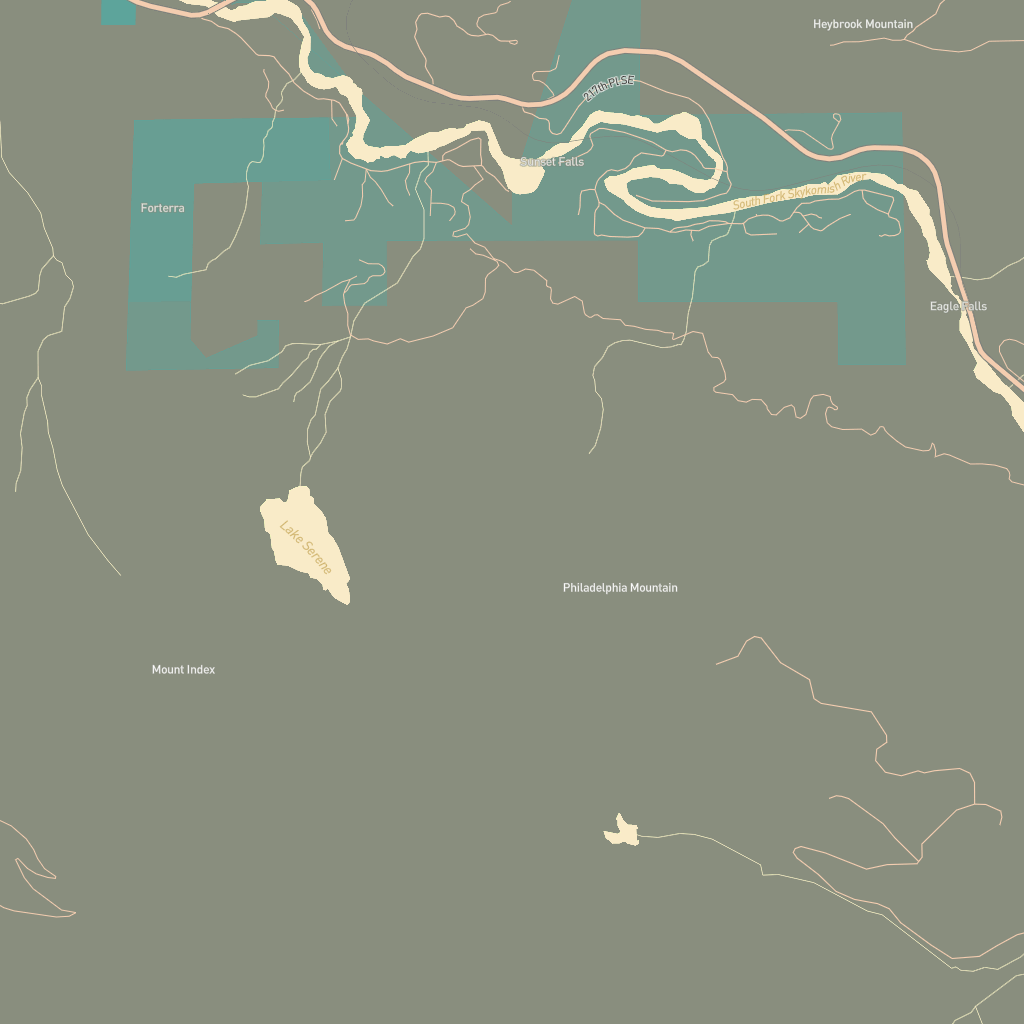 Heybrook Mountain
217th Pl SE
Sunset Falls
South Fork Skykomish River
Forterra
Eagle Falls
Lake Serene
Philadelphia Mountain
Mount Index